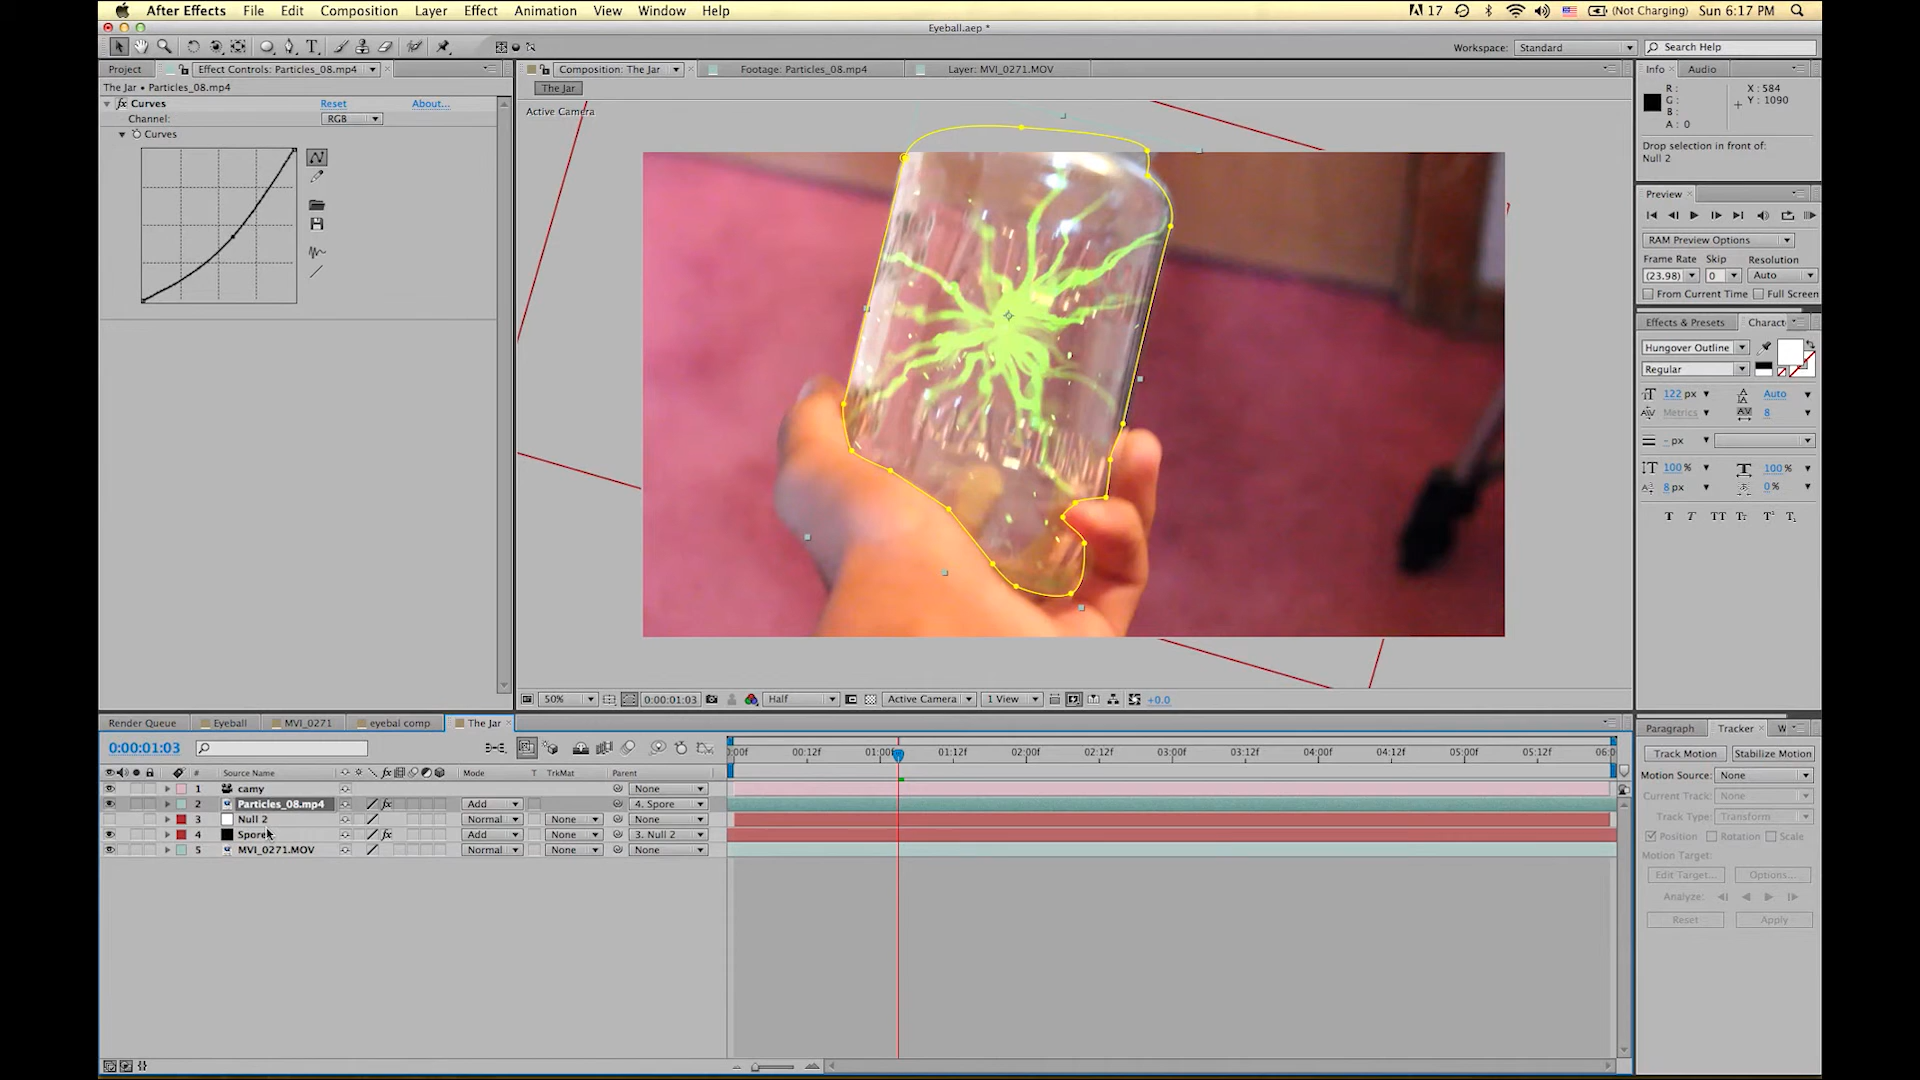 After Effects File Edit Composition Layer Effect Animation View Window Help 17 (Not Charging) Sun 6:17 PM
Eyeball.aep *
Workspace: Standard Search Help
Project Effect Controls: Particles_08.mp4 Composition: The Jar Footage: Particles_08.mp4 Layer: MVI_0271.MOV Info Audio
The Jar • Particles_08.mp4 The Jar
R: X: 584
G: Y: 1090
B:
A: 0
fx Curves Reset About...
Active Camera
Channel: RGB
Curves
Drop selection in front of:
Null 2
Preview
RAM Preview Options
Frame Rate Skip Resolution
(23.98) 0 Auto
From Current Time Full Screen
Effects & Presets Charact
Hungover Outline
Regular
122 px Auto
Metrics 8
- px
100 % 100 %
8 px 0 %
T T TT Tt T¹ T₁
50% 0:00:01:03 Half Active Camera 1 View +0.0
Render Queue Eyeball MVI_0271 eyebal comp The Jar
Paragraph Tracker W
0:00:01:03
:00f 00:12f 01:00f 01:12f 02:00f 02:12f 03:00f 03:12f 04:00f 04:12f 05:00f 05:12f 06:0
Track Motion Stabilize Motion
# Source Name fx Mode T TrkMat Parent
Motion Source: None
1 camy None
Current Track: None
2 Particles_08.mp4 fx Add 4. Spore
Track Type: Transform
3 Null 2 Normal None None
4 Spore fx Add None 3. Null 2
Position Rotation Scale
5 MVI_0271.MOV Normal None None
Motion Target:
Edit Target... Options...
Analyze:
Reset Apply